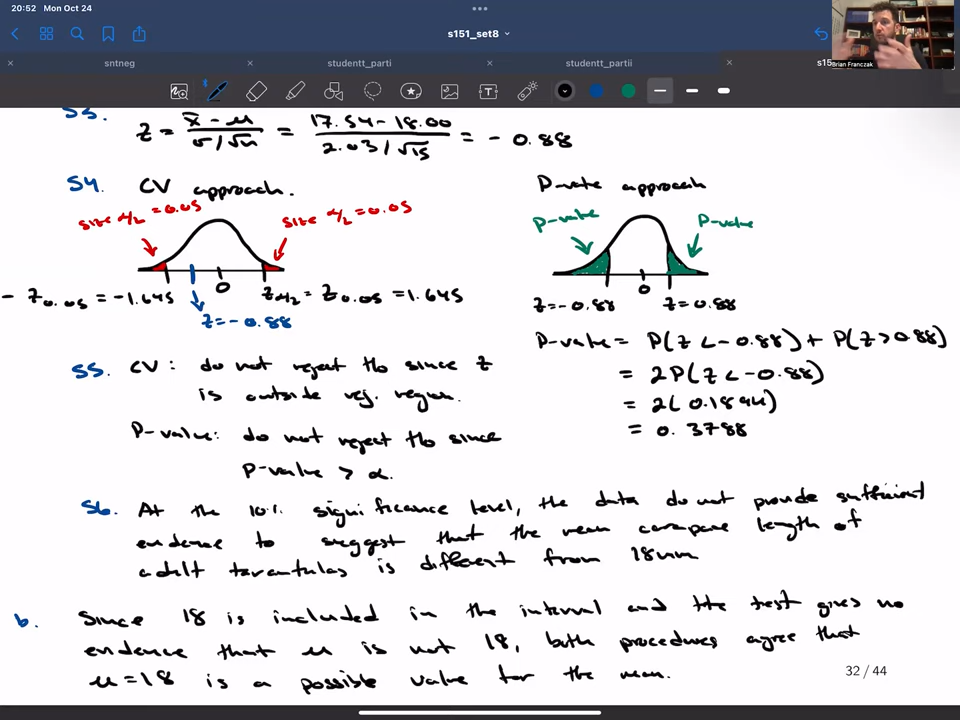 20:52 Mon Oct 24
s151_set8
Brian Franczak
sntneg
studentt_parti
studentt_partii
s15
S3.
z = x̄ - μ / σ/√n = 17.54 - 18.00 / 2.03/√15 = - 0.88
S4 CV approach.
size α/2 = 0.05 size α/2 = 0.05
0
- z0.05 = -1.645 zα/2 = z0.05 = 1.645
z = - 0.88
P-value approach
P-value P-value
0
z = - 0.88 z = 0.88
P-value = P(z < - 0.88) + P(z > 0.88)
= 2P(z < - 0.88)
= 2(0.1894)
= 0.3788
S5. CV: do not reject H0 since z
is outside rej. region.
P-value: do not reject H0 since
P-value > α.
S6. At the 10% significance level, the data do not provide sufficient
evidence to suggest that the mean carapace length of
adult tarantulas is different from 18mm
b. Since 18 is included in the interval and the test gives no
evidence that μ is not 18, both procedures agree that
μ = 18 is a possible value for the mean.
32 / 44